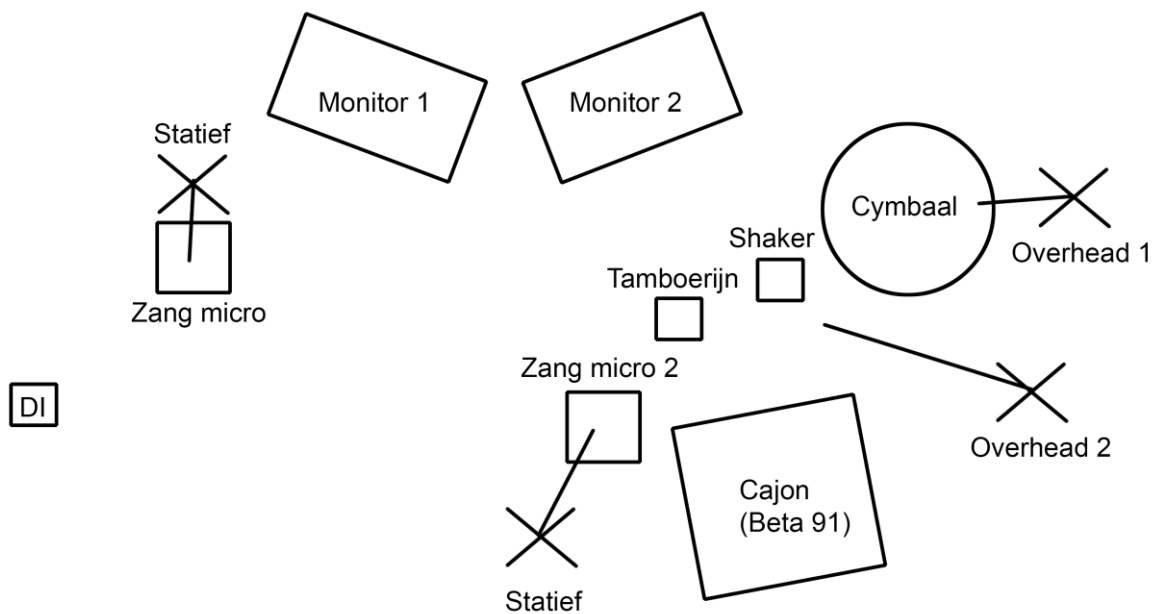 Monitor 1
Monitor 2
Statief
Cymbaal
Shaker
Overhead 1
Tamboerijn
Zang micro
Zang micro 2
DI
Overhead 2
Cajon
(Beta 91)
Statief